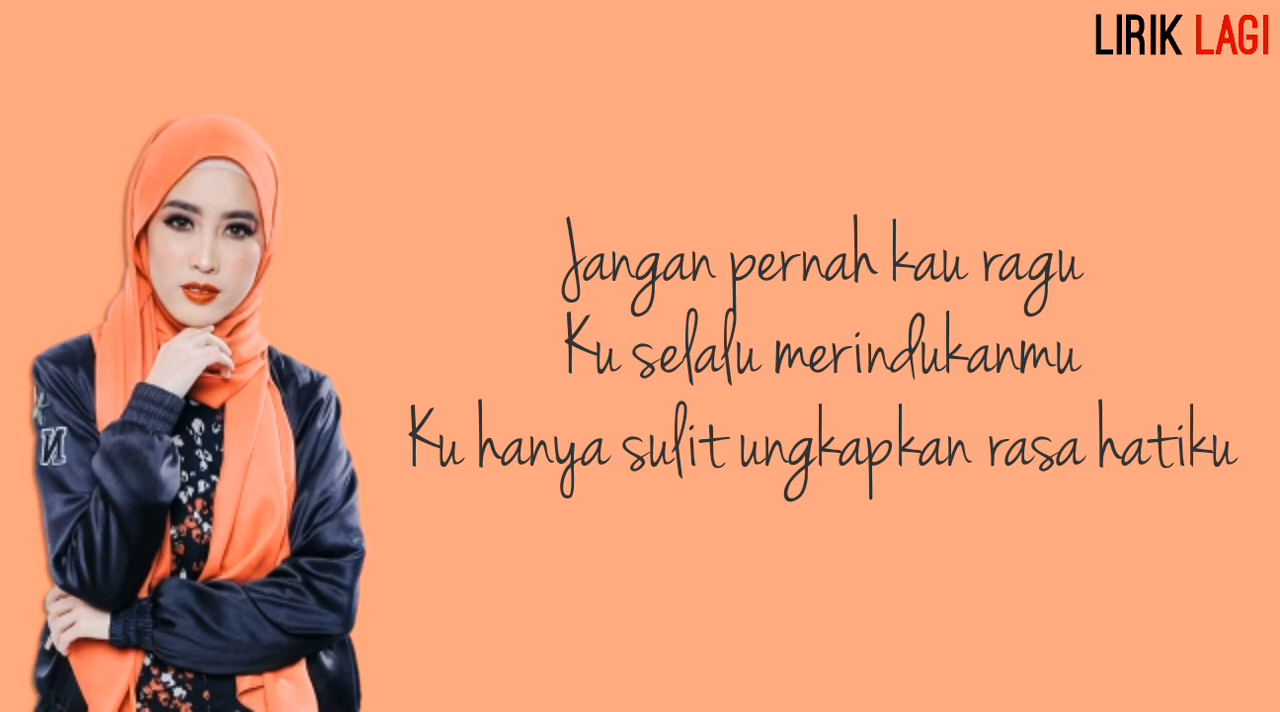 LIRIK LAGI
Jangan pernah kau ragu
Ku selalu merindukanmu
Ku hanya sulit ungkapkan rasa hatiku
N